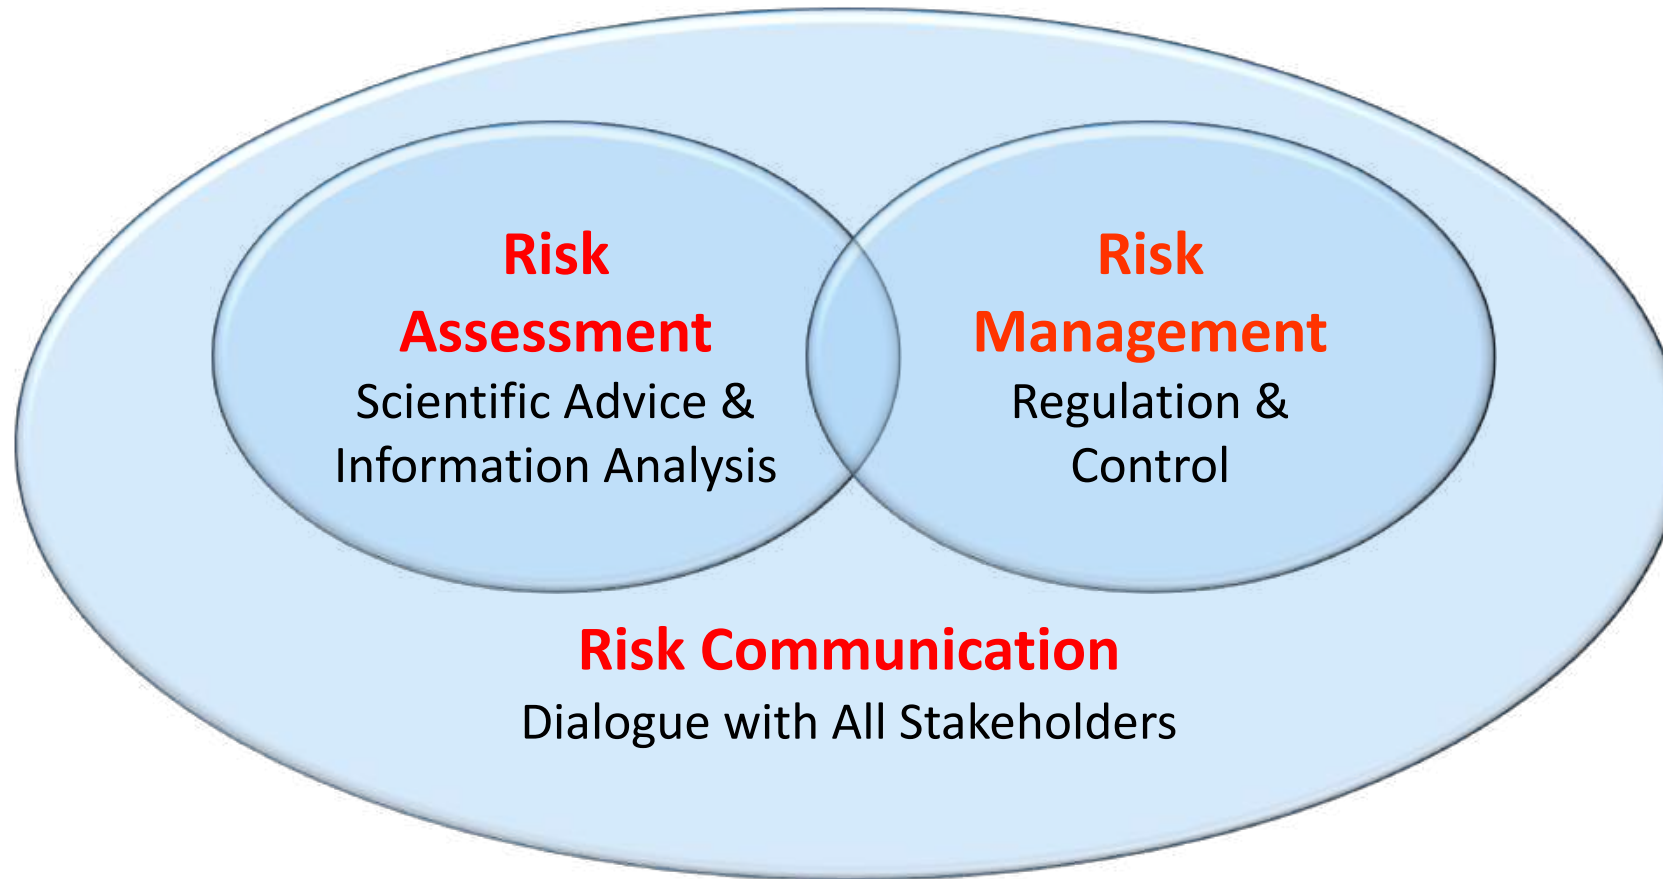 Risk
Assessment
Scientific Advice &
Information Analysis
Risk
Management
Regulation &
Control
Risk Communication
Dialogue with All Stakeholders